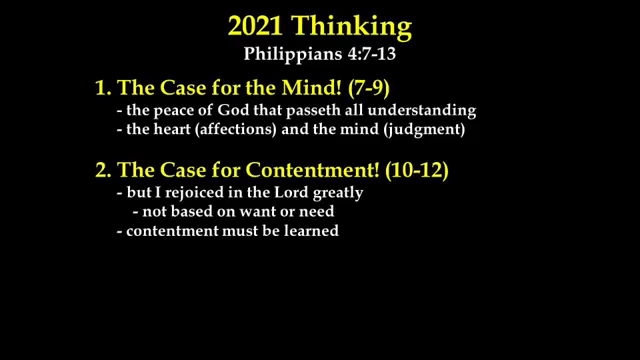 2021 Thinking
Philippians 4:7-13
1. The Case for the Mind! (7-9)
- the peace of God that passeth all understanding
- the heart (affections) and the mind (judgment)
2. The Case for Contentment! (10-12)
- but I rejoiced in the Lord greatly
- not based on want or need
- contentment must be learned